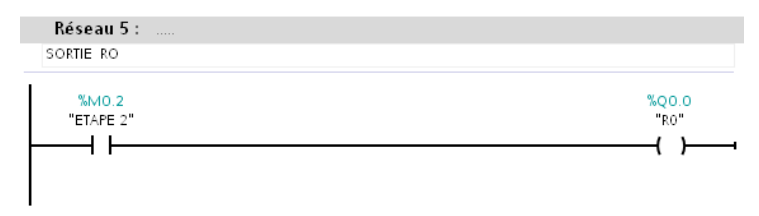 Réseau 5 : .....
SORTIE RO
%M0.2 %Q0.0
"ETAPE 2" "R0"